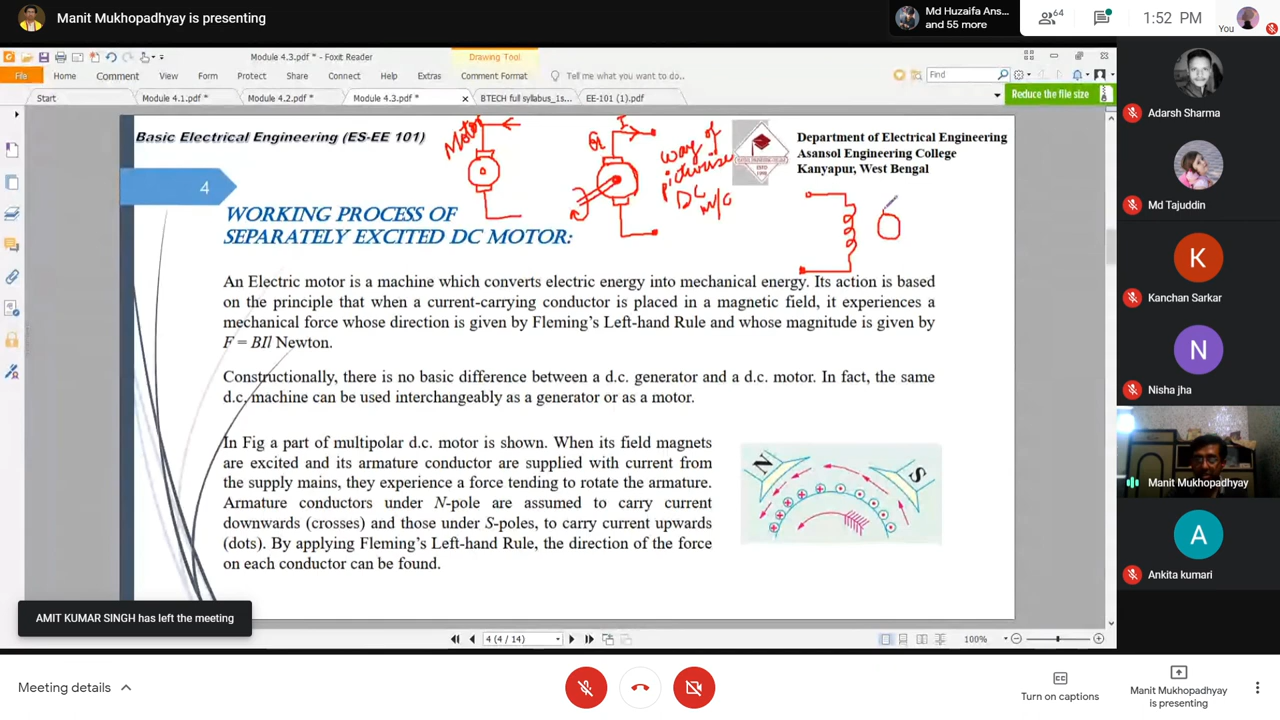 Manit Mukhopadhyay is presenting
Md Huzaifa Ans...
and 55 more
64
1:52 PM
You
Module 4.3.pdf * - Foxit Reader
Drawing Tool
File
Home
Comment
View
Form
Protect
Share
Connect
Help
Extras
Comment Format
Tell me what you want to do...
Find
Start
Module 4.1.pdf *
Module 4.2.pdf *
Module 4.3.pdf *
BTECH full syllabus_1s...
EE-101 (1).pdf
Reduce the file size
Basic Electrical Engineering (ES-EE 101)
Motor
G
I
way of
picturise
DC
m/c
Department of Electrical Engineering
Asansol Engineering College
Kanyapur, West Bengal
4
WORKING PROCESS OF
SEPARATELY EXCITED DC MOTOR:
An Electric motor is a machine which converts electric energy into mechanical energy. Its action is based
on the principle that when a current-carrying conductor is placed in a magnetic field, it experiences a
mechanical force whose direction is given by Fleming's Left-hand Rule and whose magnitude is given by
F = BIl Newton.
Constructionally, there is no basic difference between a d.c. generator and a d.c. motor. In fact, the same
d.c. machine can be used interchangeably as a generator or as a motor.
In Fig a part of multipolar d.c. motor is shown. When its field magnets
are excited and its armature conductor are supplied with current from
the supply mains, they experience a force tending to rotate the armature.
Armature conductors under N-pole are assumed to carry current
downwards (crosses) and those under S-poles, to carry current upwards
(dots). By applying Fleming's Left-hand Rule, the direction of the force
on each conductor can be found.
N
S
AMIT KUMAR SINGH has left the meeting
4 (4 / 14)
100%
Adarsh Sharma
Md Tajuddin
K
Kanchan Sarkar
N
Nisha jha
Manit Mukhopadhyay
A
Ankita kumari
Meeting details
Turn on captions
Manit Mukhopadhyay
is presenting